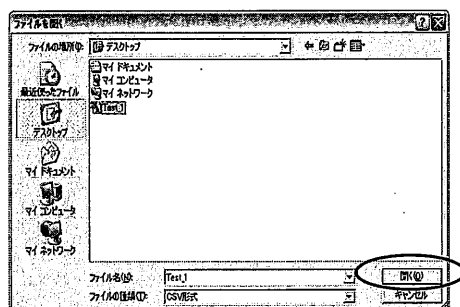 ファイルを開く
ファイルの場所(I):
デスクトップ
マイ ドキュメント
マイ コンピュータ
マイ ネットワーク
Test_1
最近使ったファイル
デスクトップ
マイ ドキュメント
マイ コンピュータ
マイ ネットワーク
ファイル名(N): Test_1 開く(O)
ファイルの種類(T): CSV形式 キャンセル